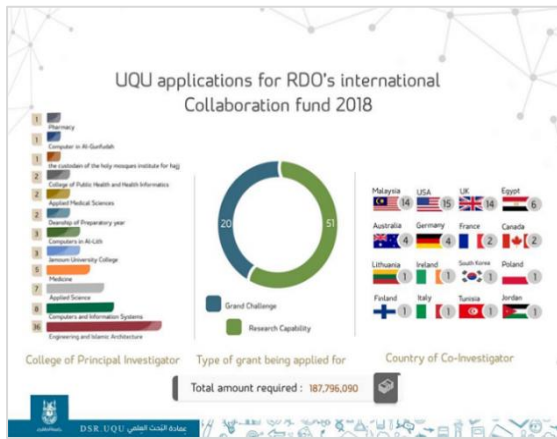 UQU applications for RDO's international
Collaboration fund 2018
1
Pharmacy
1
Computer in Al-Qunfudah
1
the custodian of the holy mosques institute for hajj
2
College of Public Health and Health Informatics
2
Applied Medical Sciences
2
Deanship of Preparatory year
3
Computers in Al-Lith
3
Jamoum University College
5
Medicine
7
Applied Science
8
Computers and Information Systems
36
Engineering and Islamic Architecture
College of Principal Investigator
20
51
Grand Challenge
Research Capability
Type of grant being applied for
Malaysia USA UK Egypt
14 15 14 6
Australia Germany France Canada
4 4 2 2
Lithuania Ireland South Korea Poland
1 1 1 1
Finland Italy Tunisia Jordan
1 1 1 1
Country of Co-Investigator
Total amount required : 187,796,090
DSR.UQU عمادة البحث العلمي